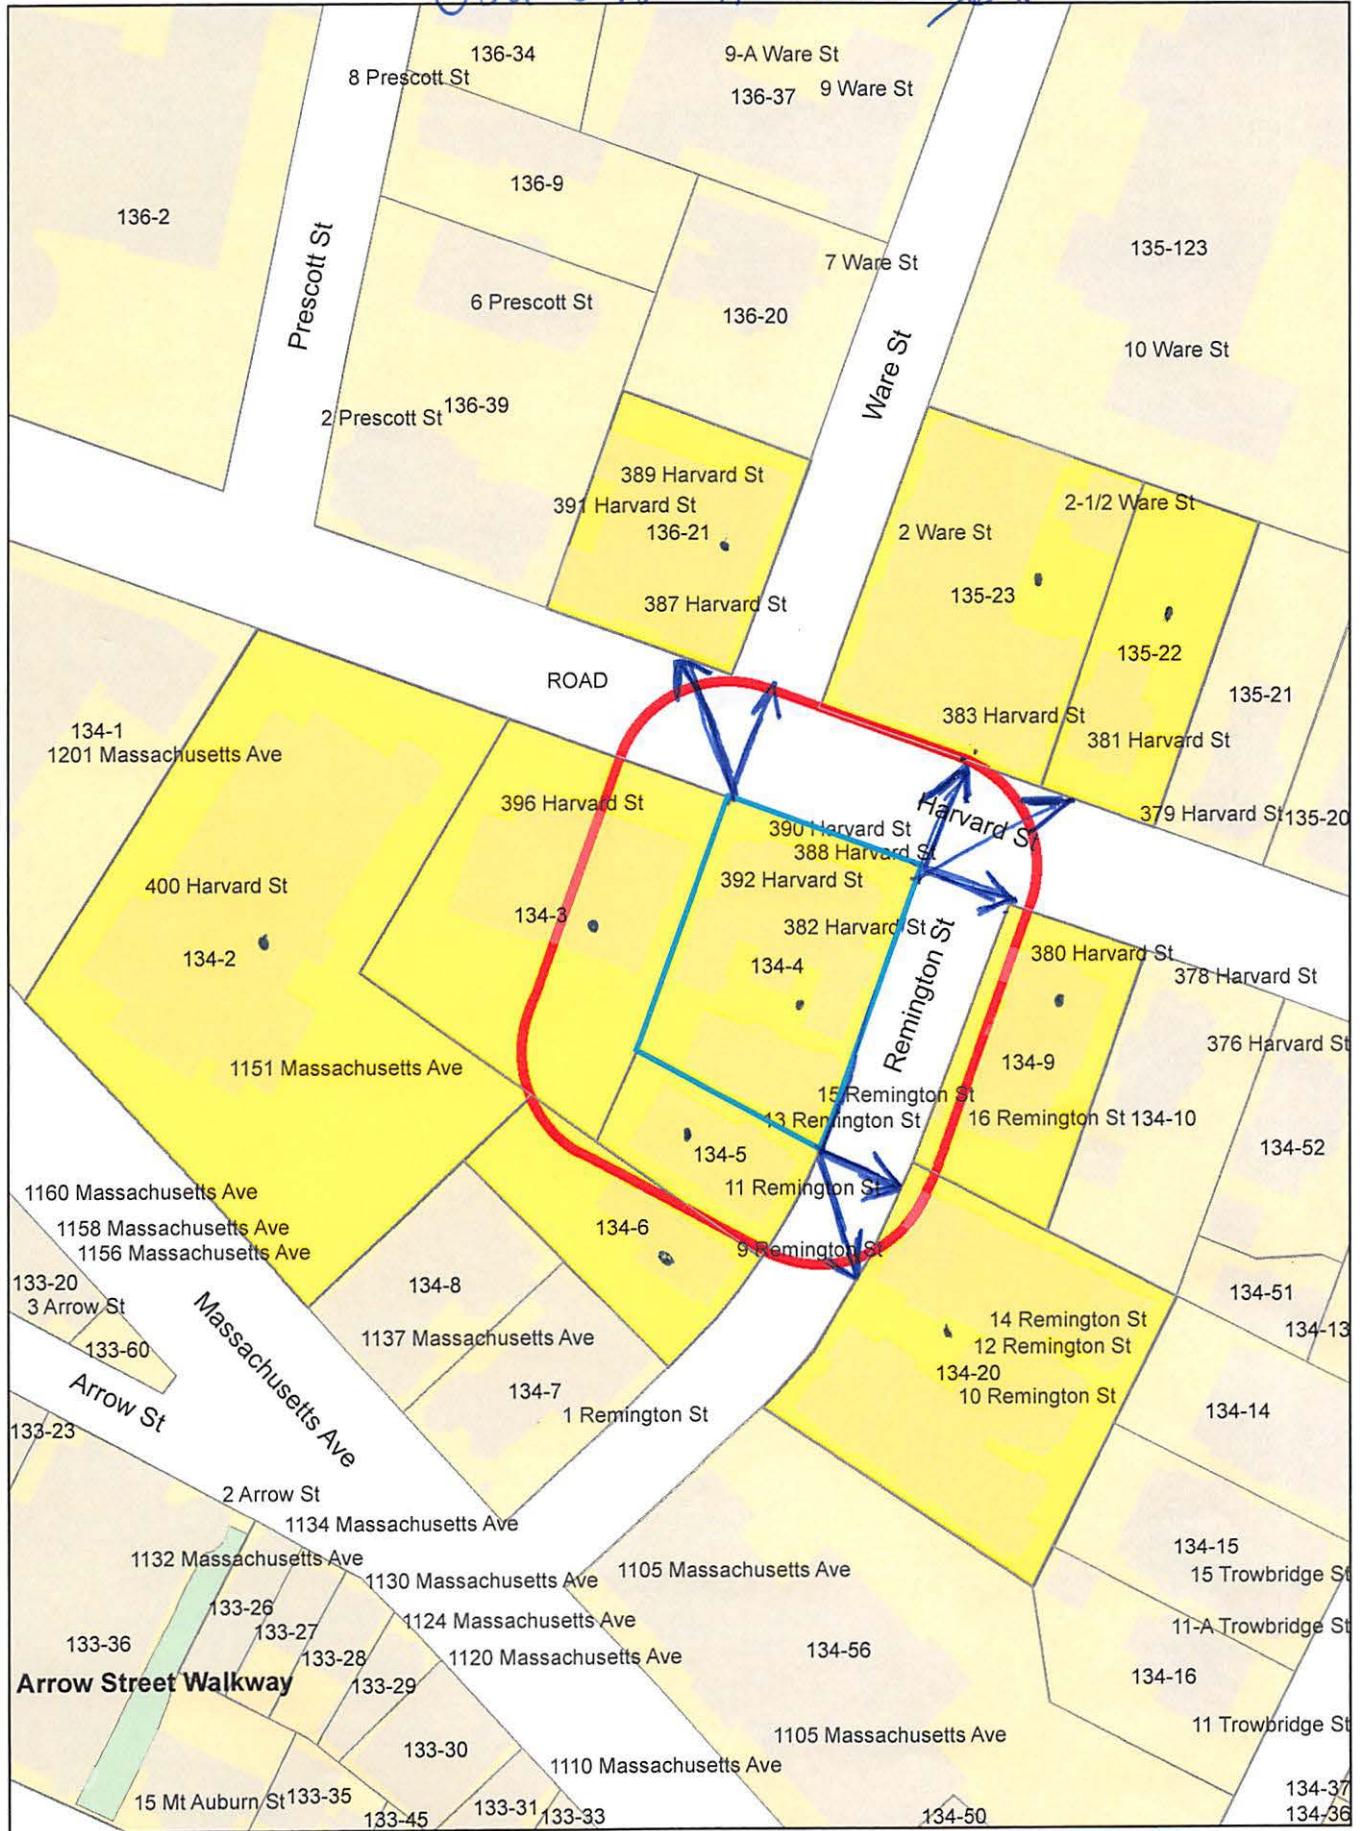 136-34
9-A Ware St
8 Prescott St
136-37
9 Ware St
136-9
136-2
Prescott St
7 Ware St
135-123
6 Prescott St
136-20
10 Ware St
Ware St
2 Prescott St
136-39
389 Harvard St
391 Harvard St
136-21
2-1/2 Ware St
2 Ware St
135-23
387 Harvard St
135-22
ROAD
135-21
383 Harvard St
134-1
1201 Massachusetts Ave
381 Harvard St
396 Harvard St
Harvard St
379 Harvard St
135-20
390 Harvard St
388 Harvard St
392 Harvard St
400 Harvard St
134-3
382 Harvard St
134-2
134-4
Remington St
380 Harvard St
378 Harvard St
376 Harvard St
1151 Massachusetts Ave
134-9
15 Remington St
13 Remington St
16 Remington St
134-10
134-52
134-5
11 Remington St
1160 Massachusetts Ave
1158 Massachusetts Ave
1156 Massachusetts Ave
134-6
9 Remington St
133-20
3 Arrow St
134-8
134-51
133-60
Massachusetts Ave
1137 Massachusetts Ave
14 Remington St
12 Remington St
134-13
134-20
10 Remington St
134-7
1 Remington St
134-14
Arrow St
133-23
2 Arrow St
1134 Massachusetts Ave
1132 Massachusetts Ave
1130 Massachusetts Ave
1105 Massachusetts Ave
134-15
15 Trowbridge St
133-26
1124 Massachusetts Ave
133-27
11-A Trowbridge St
133-36
133-28
1120 Massachusetts Ave
134-56
134-16
Arrow Street Walkway
133-29
11 Trowbridge St
1105 Massachusetts Ave
133-30
1110 Massachusetts Ave
134-37
15 Mt Auburn St
133-35
133-45
133-31
133-33
134-50
134-36